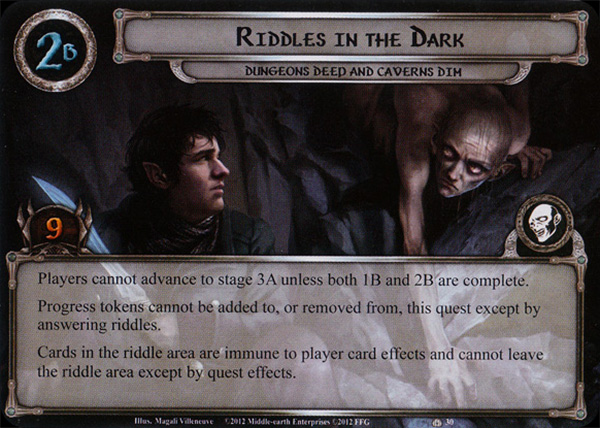 2B
Riddles in the Dark
Dungeons Deep and Caverns Dim
9
Players cannot advance to stage 3A unless both 1B and 2B are complete.
Progress tokens cannot be added to, or removed from, this quest except by
answering riddles.
Cards in the riddle area are immune to player card effects and cannot leave
the riddle area except by quest effects.
Illus. Magali Villeneuve ©2012 Middle-earth Enterprises ©2012 FFG 30